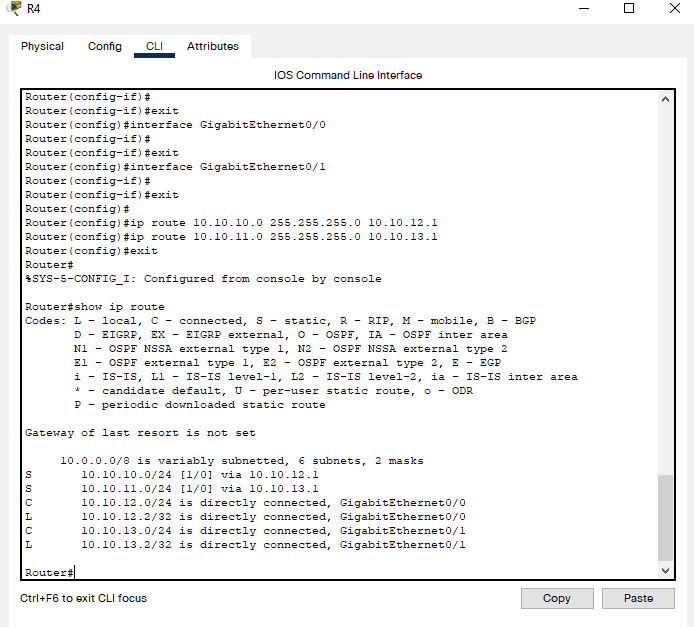 R4
Physical Config CLI Attributes
IOS Command Line Interface
Router(config-if)#
Router(config-if)#exit
Router(config)#interface GigabitEthernet0/0
Router(config-if)#
Router(config-if)#exit
Router(config)#interface GigabitEthernet0/1
Router(config-if)#
Router(config-if)#exit
Router(config)#
Router(config)#ip route 10.10.10.0 255.255.255.0 10.10.12.1
Router(config)#ip route 10.10.11.0 255.255.255.0 10.10.13.1
Router(config)#exit
Router#
%SYS-5-CONFIG_I: Configured from console by console
Router#show ip route
Codes: L - local, C - connected, S - static, R - RIP, M - mobile, B - BGP
D - EIGRP, EX - EIGRP external, O - OSPF, IA - OSPF inter area
N1 - OSPF NSSA external type 1, N2 - OSPF NSSA external type 2
E1 - OSPF external type 1, E2 - OSPF external type 2, E - EGP
i - IS-IS, L1 - IS-IS level-1, L2 - IS-IS level-2, ia - IS-IS inter area
* - candidate default, U - per-user static route, o - ODR
P - periodic downloaded static route
Gateway of last resort is not set
10.0.0.0/8 is variably subnetted, 6 subnets, 2 masks
S 10.10.10.0/24 [1/0] via 10.10.12.1
S 10.10.11.0/24 [1/0] via 10.10.13.1
C 10.10.12.0/24 is directly connected, GigabitEthernet0/0
L 10.10.12.2/32 is directly connected, GigabitEthernet0/0
C 10.10.13.0/24 is directly connected, GigabitEthernet0/1
L 10.10.13.2/32 is directly connected, GigabitEthernet0/1
Router#
Ctrl+F6 to exit CLI focus
Copy Paste